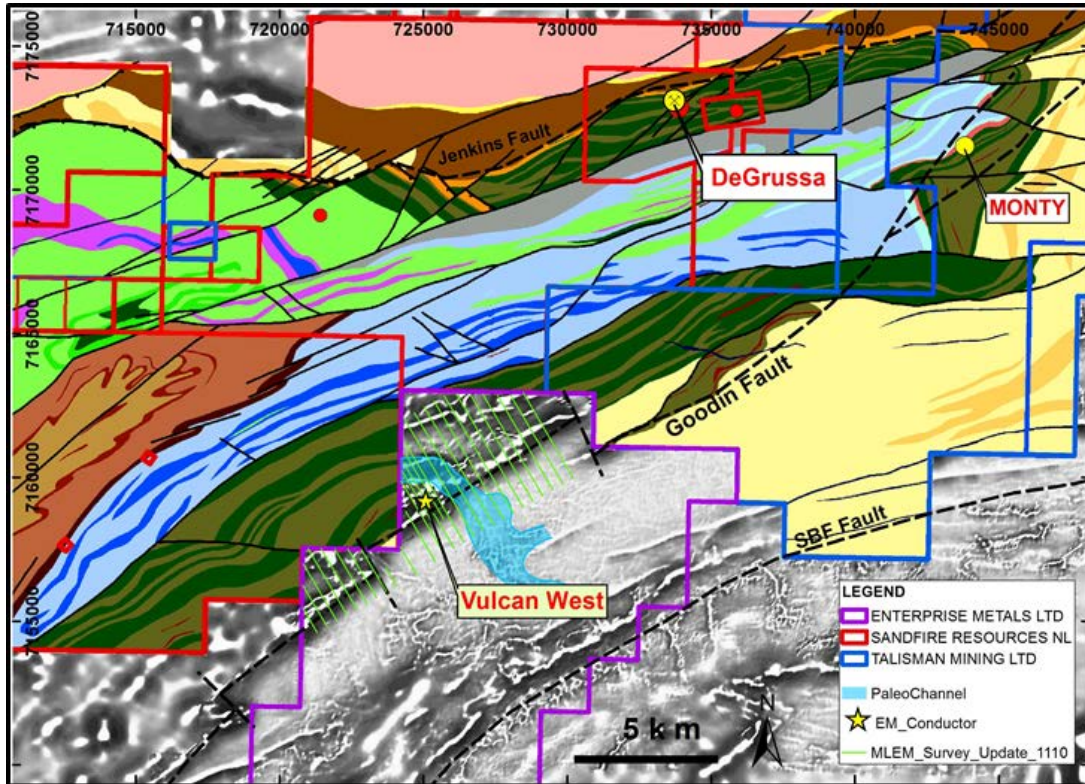 715000 720000 725000 730000 735000 740000 745000
7175000
7170000
7165000
7160000
7155000
Jenkins Fault
DeGrussa
MONTY
Goodin Fault
SBF Fault
Vulcan West
5 k m
N
LEGEND
ENTERPRISE METALS LTD
SANDFIRE RESOURCES NL
TALISMAN MINING LTD
PaleoChannel
EM_Conductor
MLEM_Survey_Update_1110